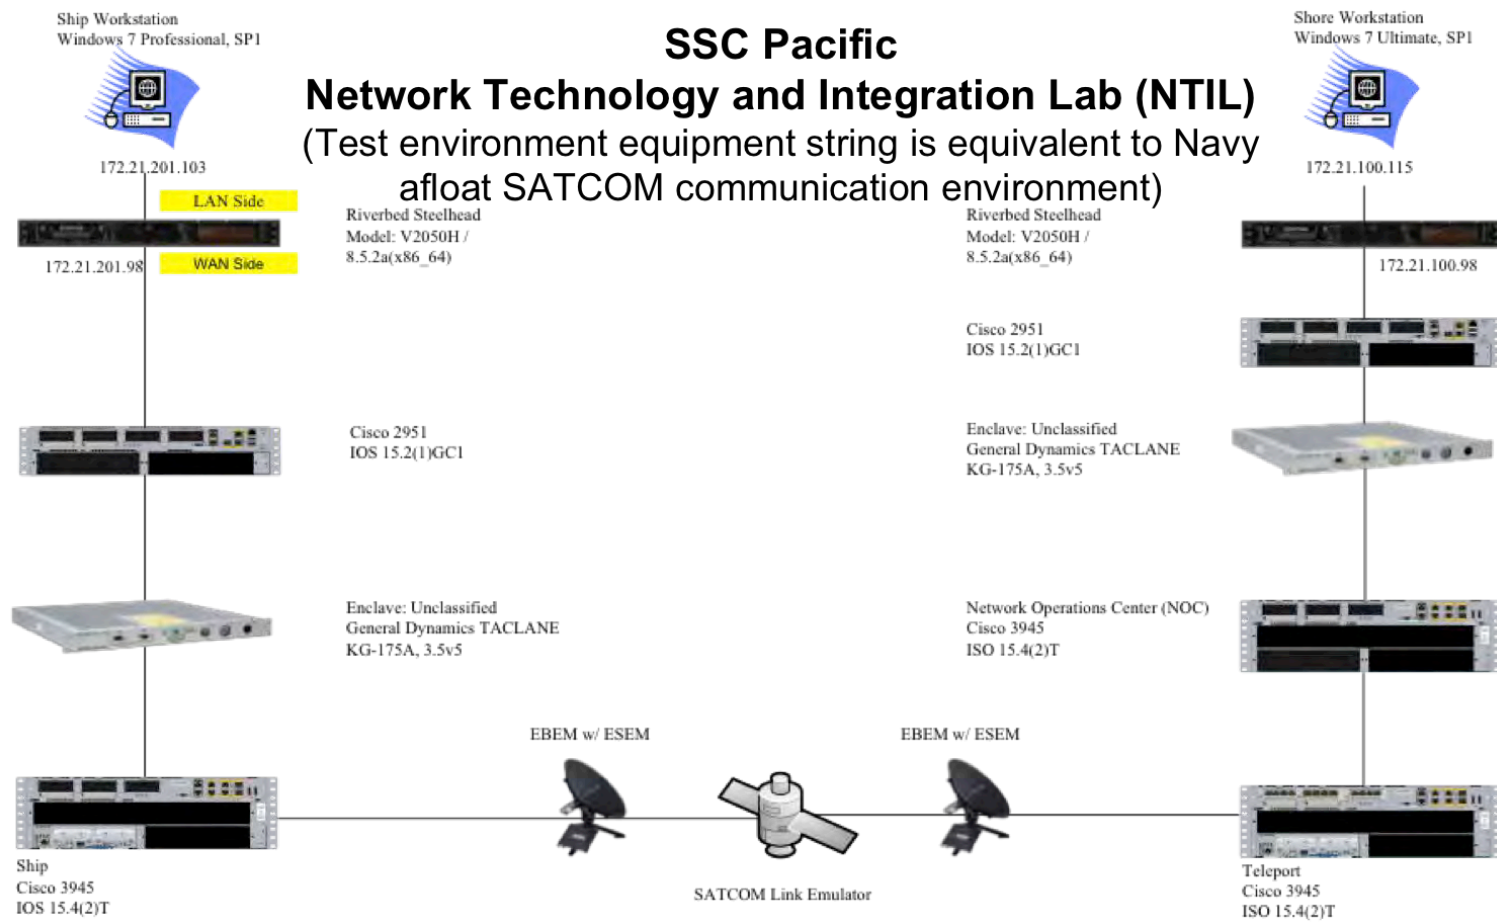 Ship Workstation
Windows 7 Professional, SP1
SSC Pacific
Network Technology and Integration Lab (NTIL)
(Test environment equipment string is equivalent to Navy
afloat SATCOM communication environment)
Shore Workstation
Windows 7 Ultimate, SP1
172.21.201.103
172.21.100.115
LAN Side
WAN Side
172.21.201.98
Riverbed Steelhead
Model: V2050H /
8.5.2a(x86_64)
Riverbed Steelhead
Model: V2050H /
8.5.2a(x86_64)
172.21.100.98
Cisco 2951
IOS 15.2(1)GC1
Cisco 2951
IOS 15.2(1)GC1
Enclave: Unclassified
General Dynamics TACLANE
KG-175A, 3.5v5
Enclave: Unclassified
General Dynamics TACLANE
KG-175A, 3.5v5
Network Operations Center (NOC)
Cisco 3945
ISO 15.4(2)T
EBEM w/ ESEM
EBEM w/ ESEM
Ship
Cisco 3945
IOS 15.4(2)T
SATCOM Link Emulator
Teleport
Cisco 3945
ISO 15.4(2)T